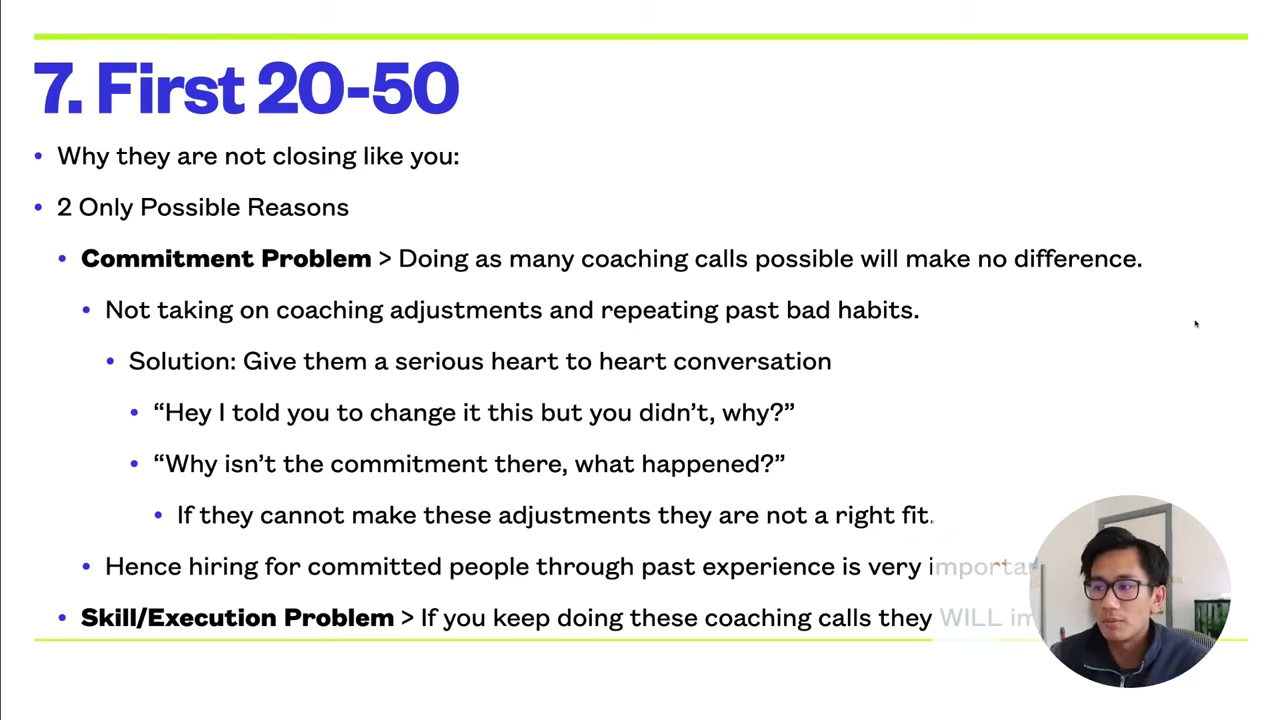 7. First 20-50
• Why they are not closing like you:
• 2 Only Possible Reasons
• Commitment Problem > Doing as many coaching calls possible will make no difference.
• Not taking on coaching adjustments and repeating past bad habits.
• Solution: Give them a serious heart to heart conversation
• “Hey I told you to change it this but you didn’t, why?”
• “Why isn’t the commitment there, what happened?”
• If they cannot make these adjustments they are not a right fit.
• Hence hiring for committed people through past experience is very
• Skill/Execution Problem > If you keep doing these coaching calls they WILL